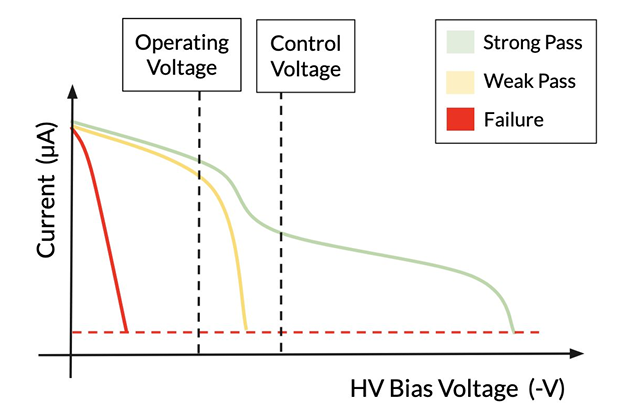 Operating
Voltage
Control
Voltage
Strong Pass
Weak Pass
Failure
Current (µA)
HV Bias Voltage (-V)